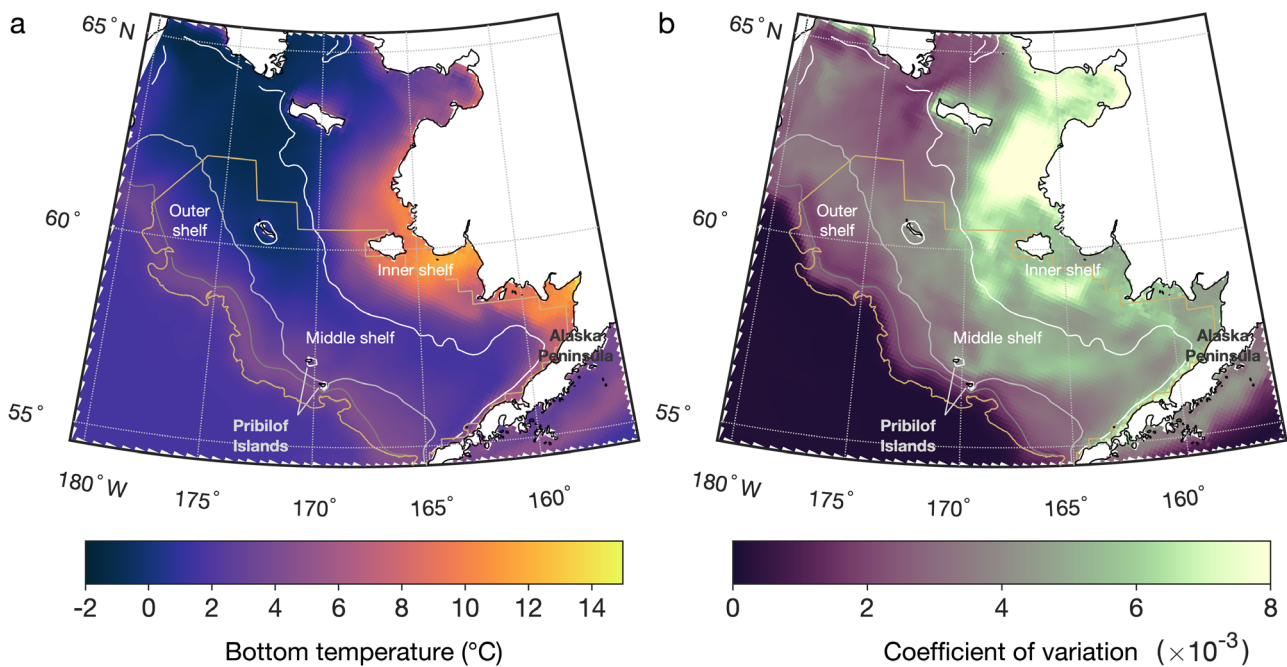 a
65° N
60°
55°
180° W
175°
170°
165°
160°
Outer
shelf
Inner shelf
Middle shelf
Alaska
Peninsula
Pribilof
Islands
-2 0 2 4 6 8 10 12 14
Bottom temperature (°C)
b
65° N
60°
55°
180° W
175°
170°
165°
160°
Outer
shelf
Inner shelf
Middle shelf
Alaska
Peninsula
Pribilof
Islands
0 2 4 6 8
Coefficient of variation (×10⁻³)